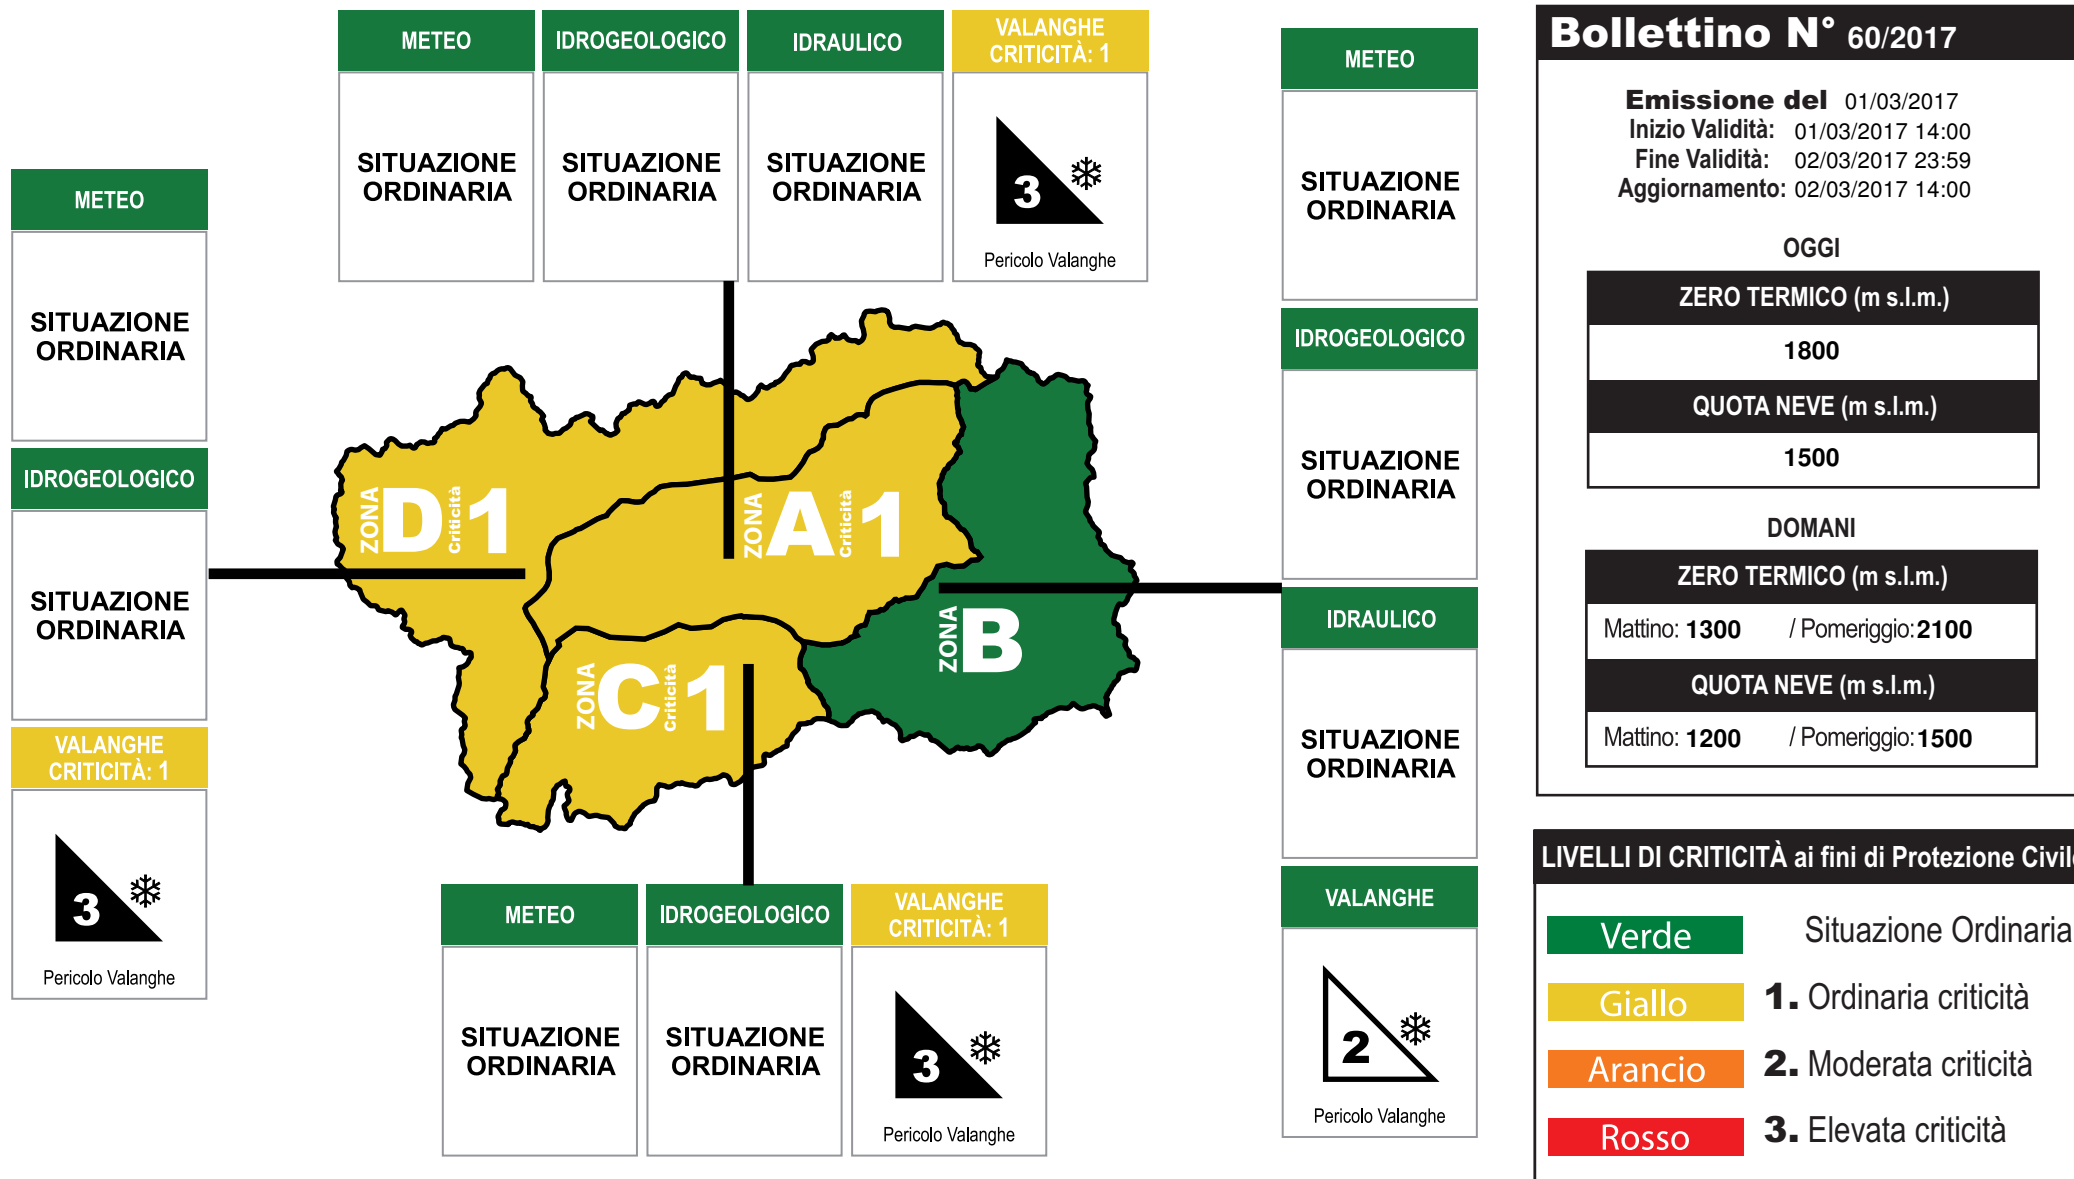 METEO
IDROGEOLOGICO
IDRAULICO
VALANGHE
CRITICITÀ: 1
SITUAZIONE
ORDINARIA
SITUAZIONE
ORDINARIA
SITUAZIONE
ORDINARIA
3
Pericolo Valanghe
METEO
SITUAZIONE
ORDINARIA
IDROGEOLOGICO
SITUAZIONE
ORDINARIA
VALANGHE
CRITICITÀ: 1
3
Pericolo Valanghe
ZONA D Criticità 1
ZONA A Criticità 1
ZONA B
ZONA C Criticità 1
METEO
IDROGEOLOGICO
VALANGHE
CRITICITÀ: 1
SITUAZIONE
ORDINARIA
SITUAZIONE
ORDINARIA
3
Pericolo Valanghe
METEO
SITUAZIONE
ORDINARIA
IDROGEOLOGICO
SITUAZIONE
ORDINARIA
IDRAULICO
SITUAZIONE
ORDINARIA
VALANGHE
2
Pericolo Valanghe
Bollettino N° 60/2017
Emissione del 01/03/2017
Inizio Validità: 01/03/2017 14:00
Fine Validità: 02/03/2017 23:59
Aggiornamento: 02/03/2017 14:00
OGGI
ZERO TERMICO (m s.l.m.)
1800
QUOTA NEVE (m s.l.m.)
1500
DOMANI
ZERO TERMICO (m s.l.m.)
Mattino: 1300 / Pomeriggio: 2100
QUOTA NEVE (m s.l.m.)
Mattino: 1200 / Pomeriggio: 1500
LIVELLI DI CRITICITÀ ai fini di Protezione Civile
Verde Situazione Ordinaria
Giallo 1. Ordinaria criticità
Arancio 2. Moderata criticità
Rosso 3. Elevata criticità